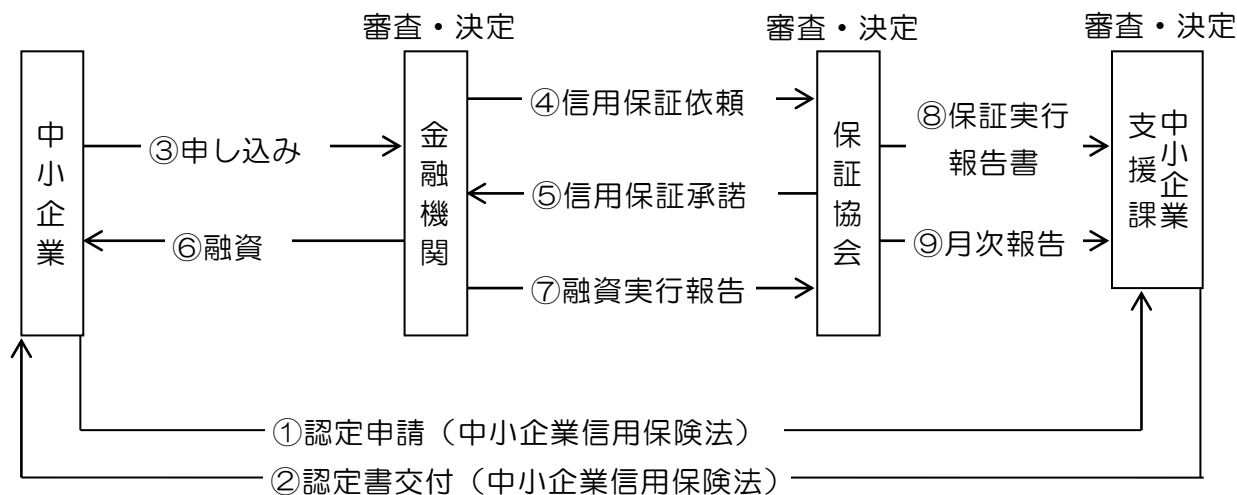 審査・決定
審査・決定
審査・決定
中小企業
金融機関
保証協会
中小企業
支援課
③申し込み
④信用保証依頼
⑤信用保証承諾
⑥融資
⑦融資実行報告
⑧保証実行
報告書
⑨月次報告
①認定申請（中小企業信用保険法）
②認定書交付（中小企業信用保険法）